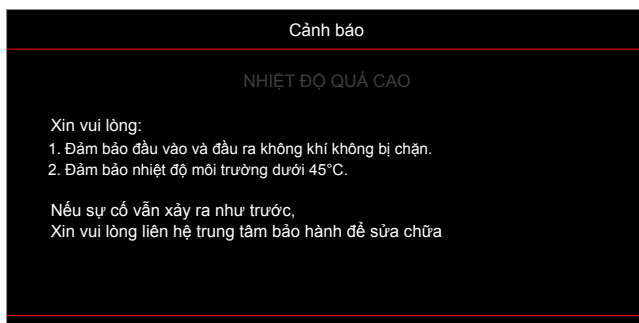 Cảnh báo
NHIỆT ĐỘ QUÁ CAO
Xin vui lòng:
1. Đảm bảo đầu vào và đầu ra không khí không bị chặn.
2. Đảm bảo nhiệt độ môi trường dưới 45°C.
Nếu sự cố vẫn xảy ra như trước,
Xin vui lòng liên hệ trung tâm bảo hành để sửa chữa